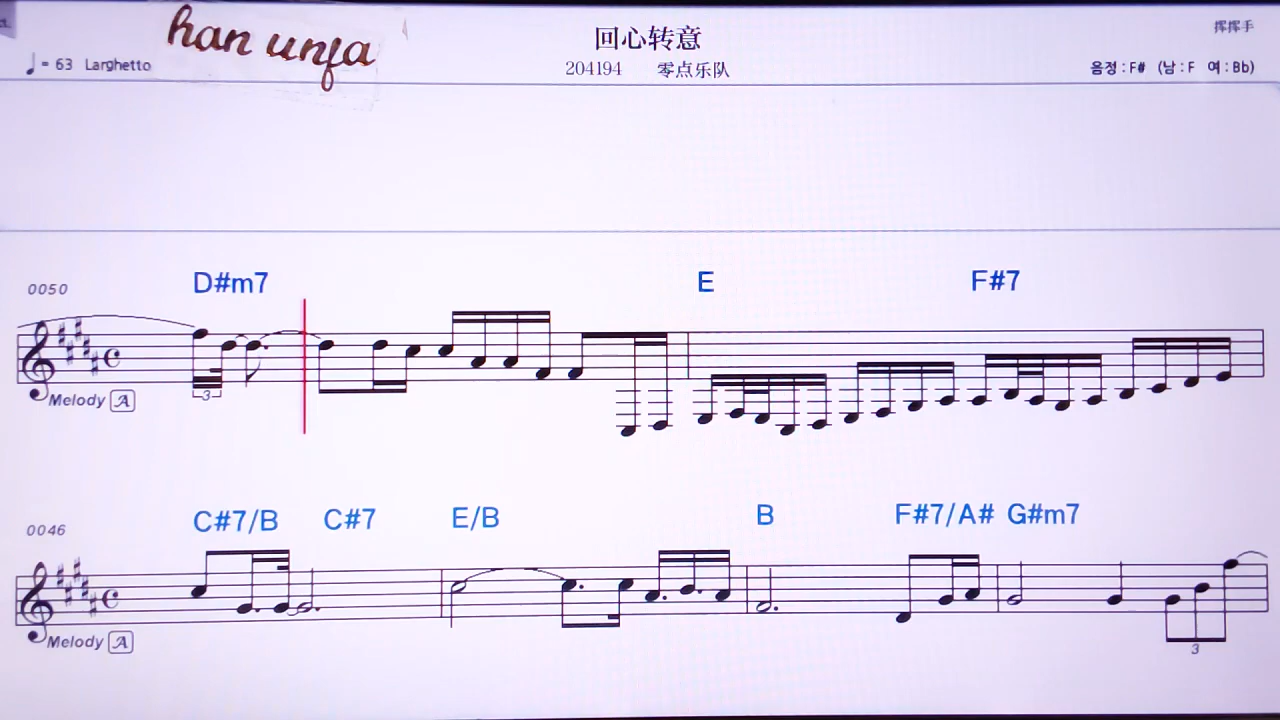 han unfa
回心转意
挥挥手
♩= 63 Larghetto
204194 零点乐队
음정 : F# (남 : F 여 : Bb)
0050
D#m7 E F#7
3
Melody A
0046
C#7/B C#7 E/B B F#7/A# G#m7
Melody A
3